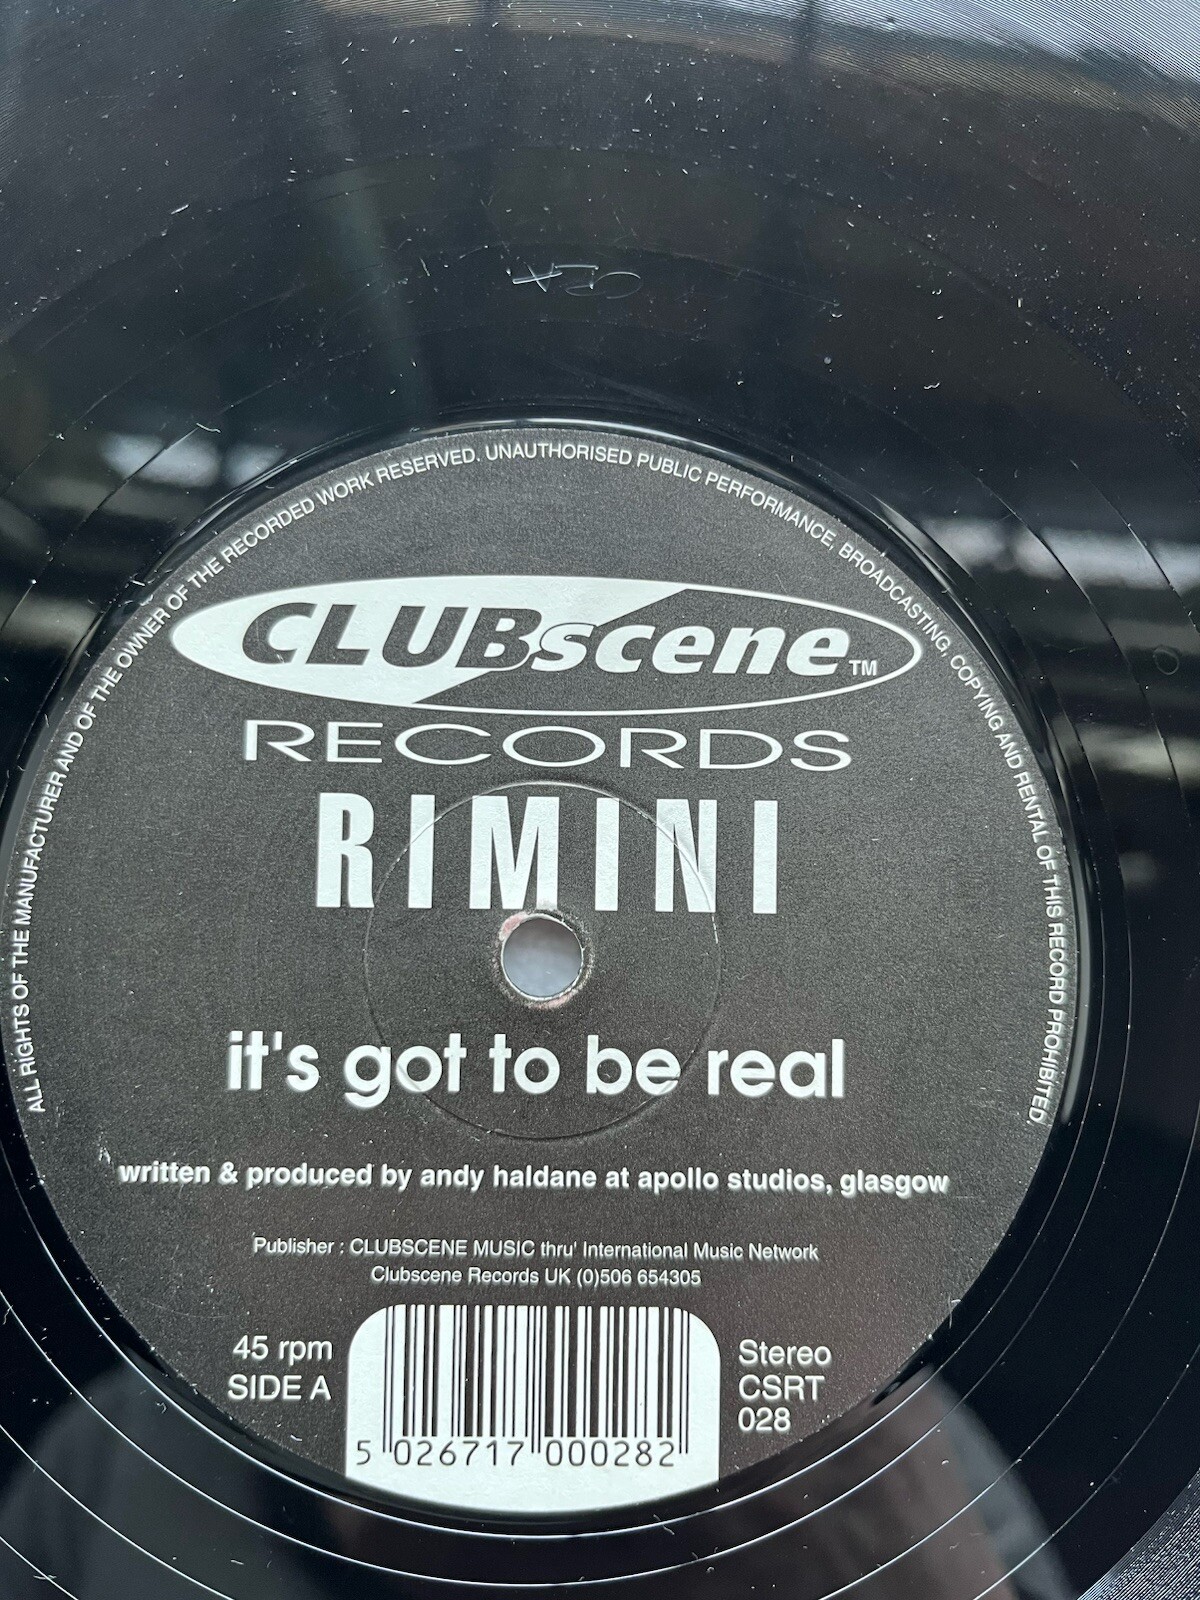 ALL RIGHTS OF THE MANUFACTURER AND OF THE OWNER OF THE RECORDED WORK RESERVED. UNAUTHORISED PUBLIC PERFORMANCE, BROADCASTING, COPYING AND RENTAL OF THIS RECORD PROHIBITED.
CLUBscene TM
RECORDS
RIMINI
it's got to be real
written & produced by andy haldane at apollo studios, glasgow
Publisher : CLUBSCENE MUSIC thru' International Music Network
Clubscene Records UK (0)506 654305
45 rpm
SIDE A
Stereo
CSRT
028
5 026717 000282